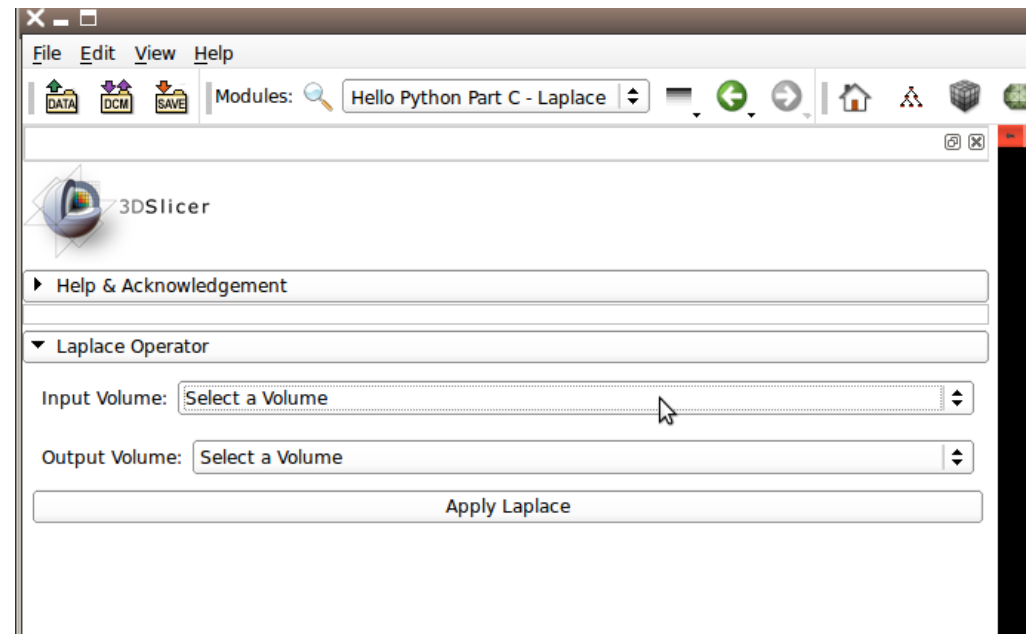 File Edit View Help
DATA DCM SAVE Modules: Hello Python Part C - Laplace
3DSlicer
Help & Acknowledgement
Laplace Operator
Input Volume: Select a Volume
Output Volume: Select a Volume
Apply Laplace